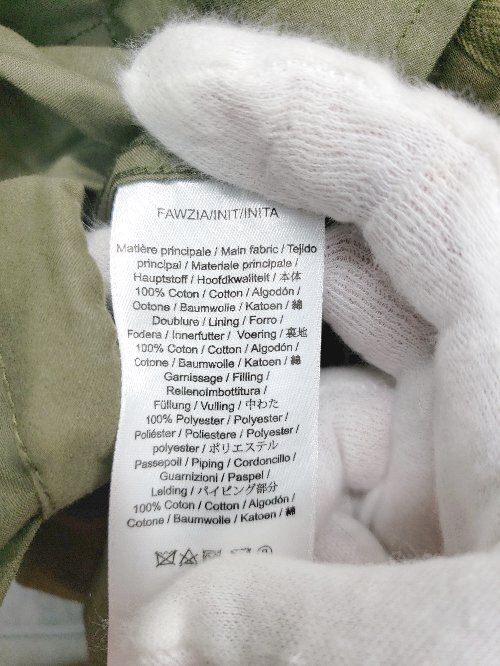 FAWZIA/INIT/INITA
Matière principale / Main fabric / Tejido
principal / Materiale principale /
Hauptstoff / Hoofdkwaliteit / 本体
100% Coton / Cotton / Algodón /
Cotone / Baumwolle / Katoen / 綿
Doublure / Lining / Forro /
Fodera / Innerfutter / Voering / 裏地
100% Coton / Cotton / Algodón /
Cotone / Baumwolle / Katoen / 綿
Garnissage / Filling /
Rellenoimbottitura /
Füllung / Vulling / 中わた
100% Polyester / Polyester /
Poliéster / Poliestere / Polyester /
polyester / ポリエステル
Passepoil / Piping / Cordoncillo /
Guarnizioni / Paspel /
Leiding / パイピング部分
100% Coton / Cotton / Algodón /
Cotone / Baumwolle / Katoen / 綿